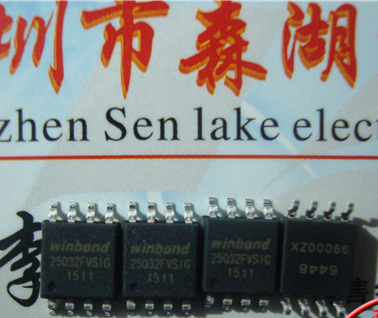 圳市森湖
zhen Sen lake elect
winbond
25Q32FVSIG
1511
winbond
25Q32FVSIG
1511
winbond
25Q32FVSIG
1511
6448
XZ00066
李